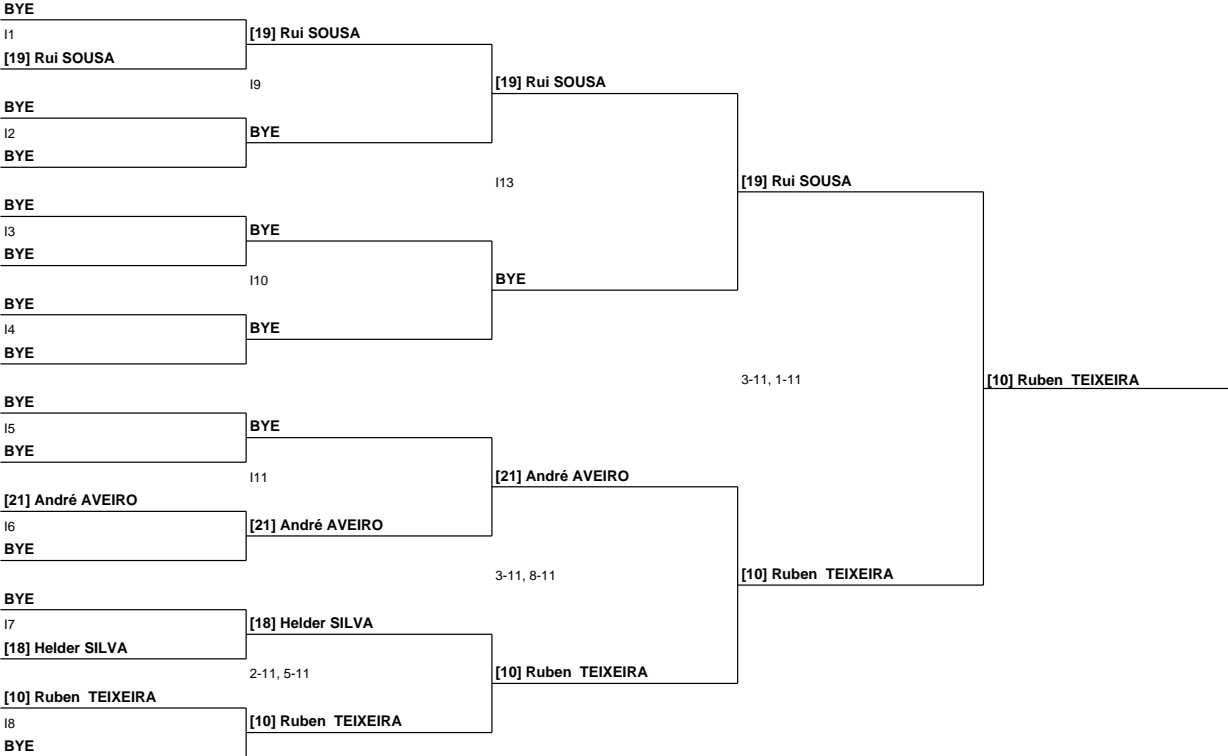 BYE
I1
[19] Rui SOUSA
[19] Rui SOUSA
I9
[19] Rui SOUSA
BYE
I2
BYE
BYE
I13
[19] Rui SOUSA
BYE
I3
BYE
BYE
I10
BYE
BYE
I4
BYE
BYE
3-11, 1-11
[10] Ruben  TEIXEIRA
BYE
I5
BYE
BYE
I11
[21] André AVEIRO
[21] André AVEIRO
I6
BYE
[21] André AVEIRO
3-11, 8-11
[10] Ruben  TEIXEIRA
BYE
I7
[18] Helder SILVA
[18] Helder SILVA
2-11, 5-11
[10] Ruben  TEIXEIRA
[10] Ruben  TEIXEIRA
I8
BYE
[10] Ruben  TEIXEIRA